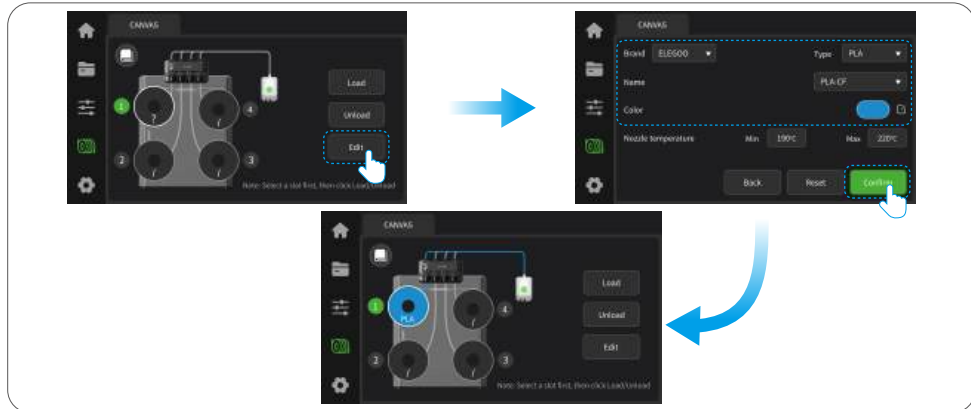 CANVAS
Load
Unload
Edit
1
?
/
4
2
/
/
3
Note: Select a slot first, then click Load/Unload
CANVAS
Brand ELEGOO Type PLA
Name PLA-CF
Color
Nozzle temperature Min 190°C Max 220°C
Back Reset Confirm
CANVAS
Load
Unload
Edit
1
PLA
/
4
2
/
/
3
Note: Select a slot first, then click Load/Unload